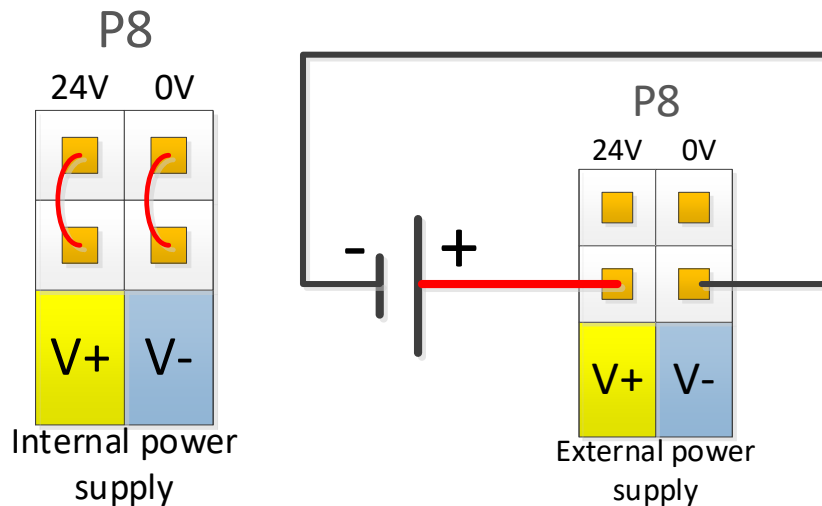 P8
24V 0V
V+ V-
Internal power
supply
P8
24V 0V
- +
V+ V-
External power
supply